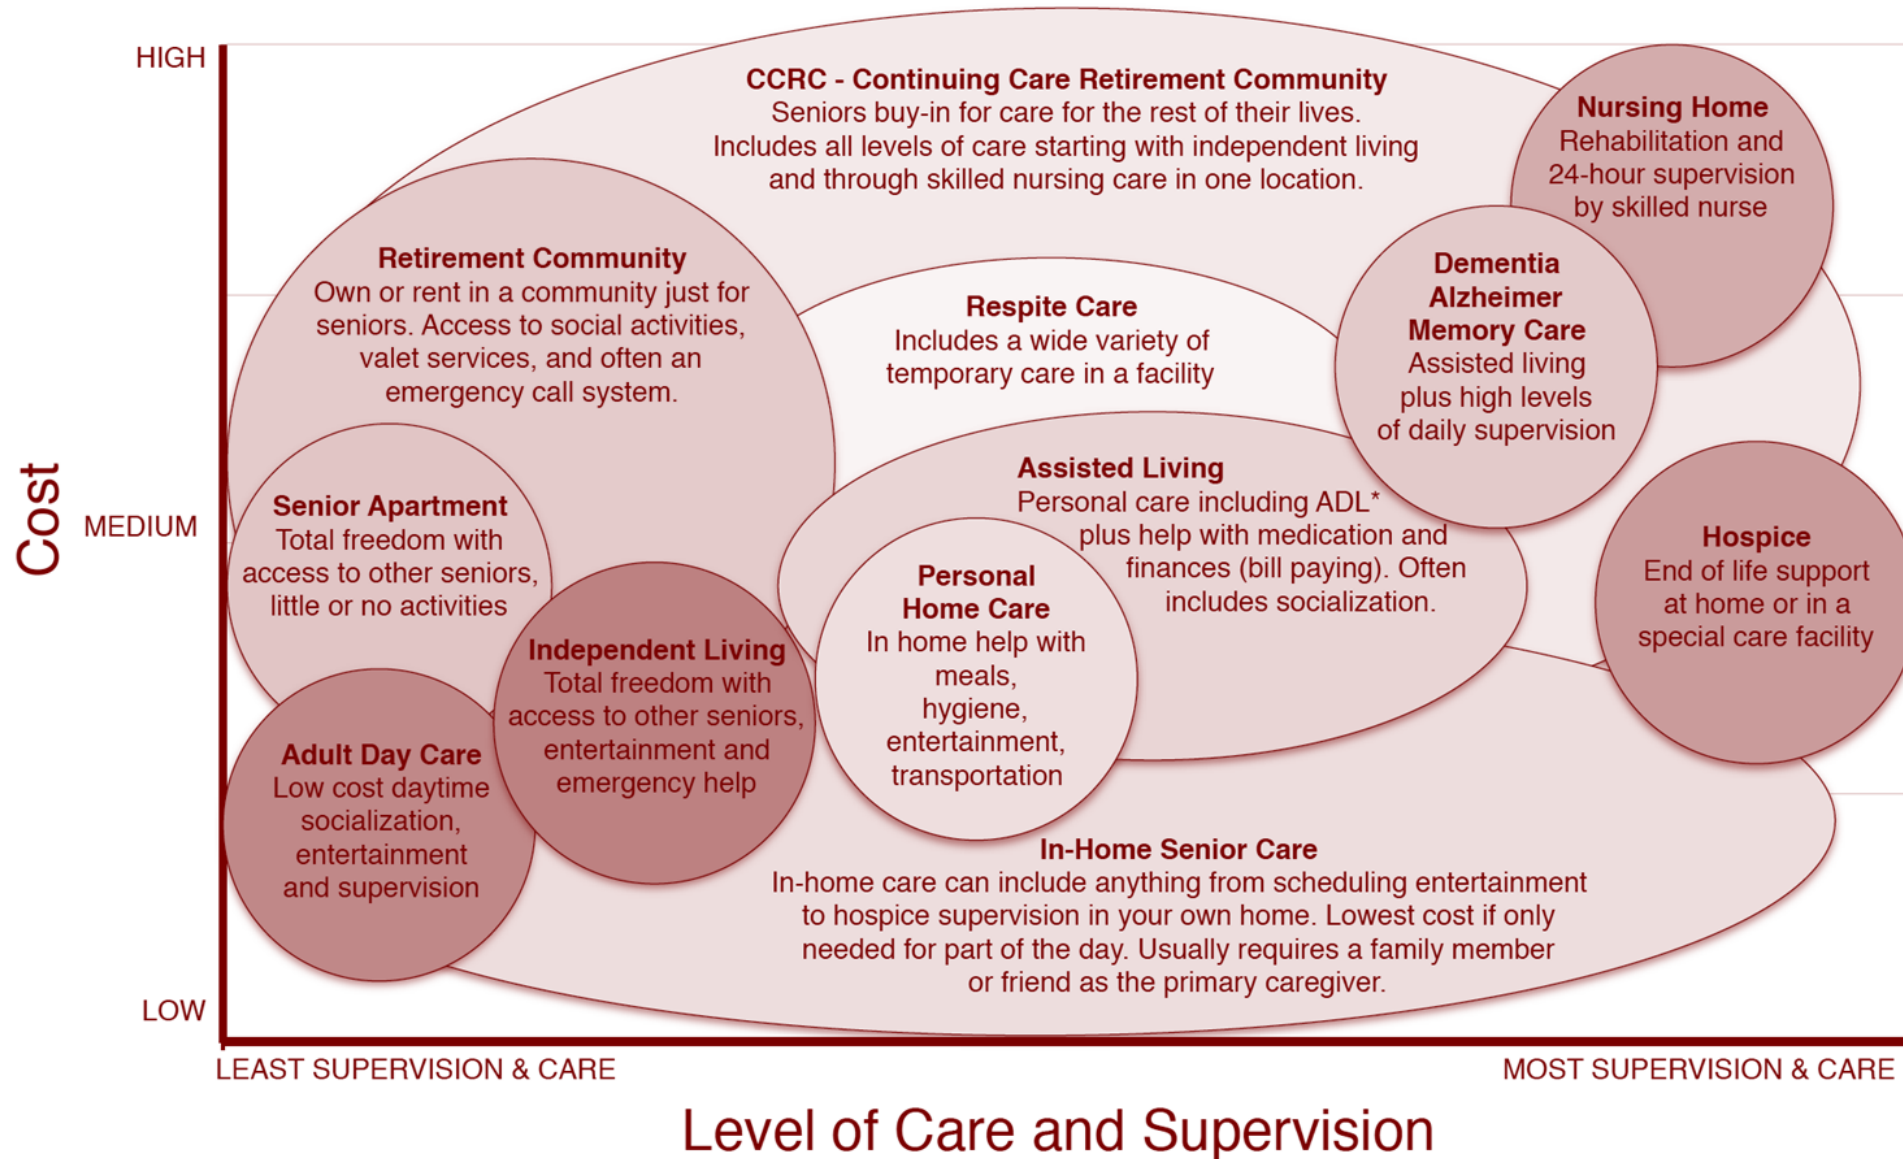 HIGH
CCRC - Continuing Care Retirement Community
Seniors buy-in for care for the rest of their lives.
Includes all levels of care starting with independent living
and through skilled nursing care in one location.
Nursing Home
Rehabilitation and
24-hour supervision
by skilled nurse
Retirement Community
Own or rent in a community just for
seniors. Access to social activities,
valet services, and often an
emergency call system.
Respite Care
Includes a wide variety of
temporary care in a facility
Dementia
Alzheimer
Memory Care
Assisted living
plus high levels
of daily supervision
Cost
MEDIUM
Senior Apartment
Total freedom with
access to other seniors,
little or no activities
Assisted Living
Personal care including ADL*
plus help with medication and
finances (bill paying). Often
includes socialization.
Hospice
End of life support
at home or in a
special care facility
Personal
Home Care
In home help with
meals,
hygiene,
entertainment,
transportation
Independent Living
Total freedom with
access to other seniors,
entertainment and
emergency help
Adult Day Care
Low cost daytime
socialization,
entertainment
and supervision
In-Home Senior Care
In-home care can include anything from scheduling entertainment
to hospice supervision in your own home. Lowest cost if only
needed for part of the day. Usually requires a family member
or friend as the primary caregiver.
LOW
LEAST SUPERVISION & CARE
MOST SUPERVISION & CARE
Level of Care and Supervision